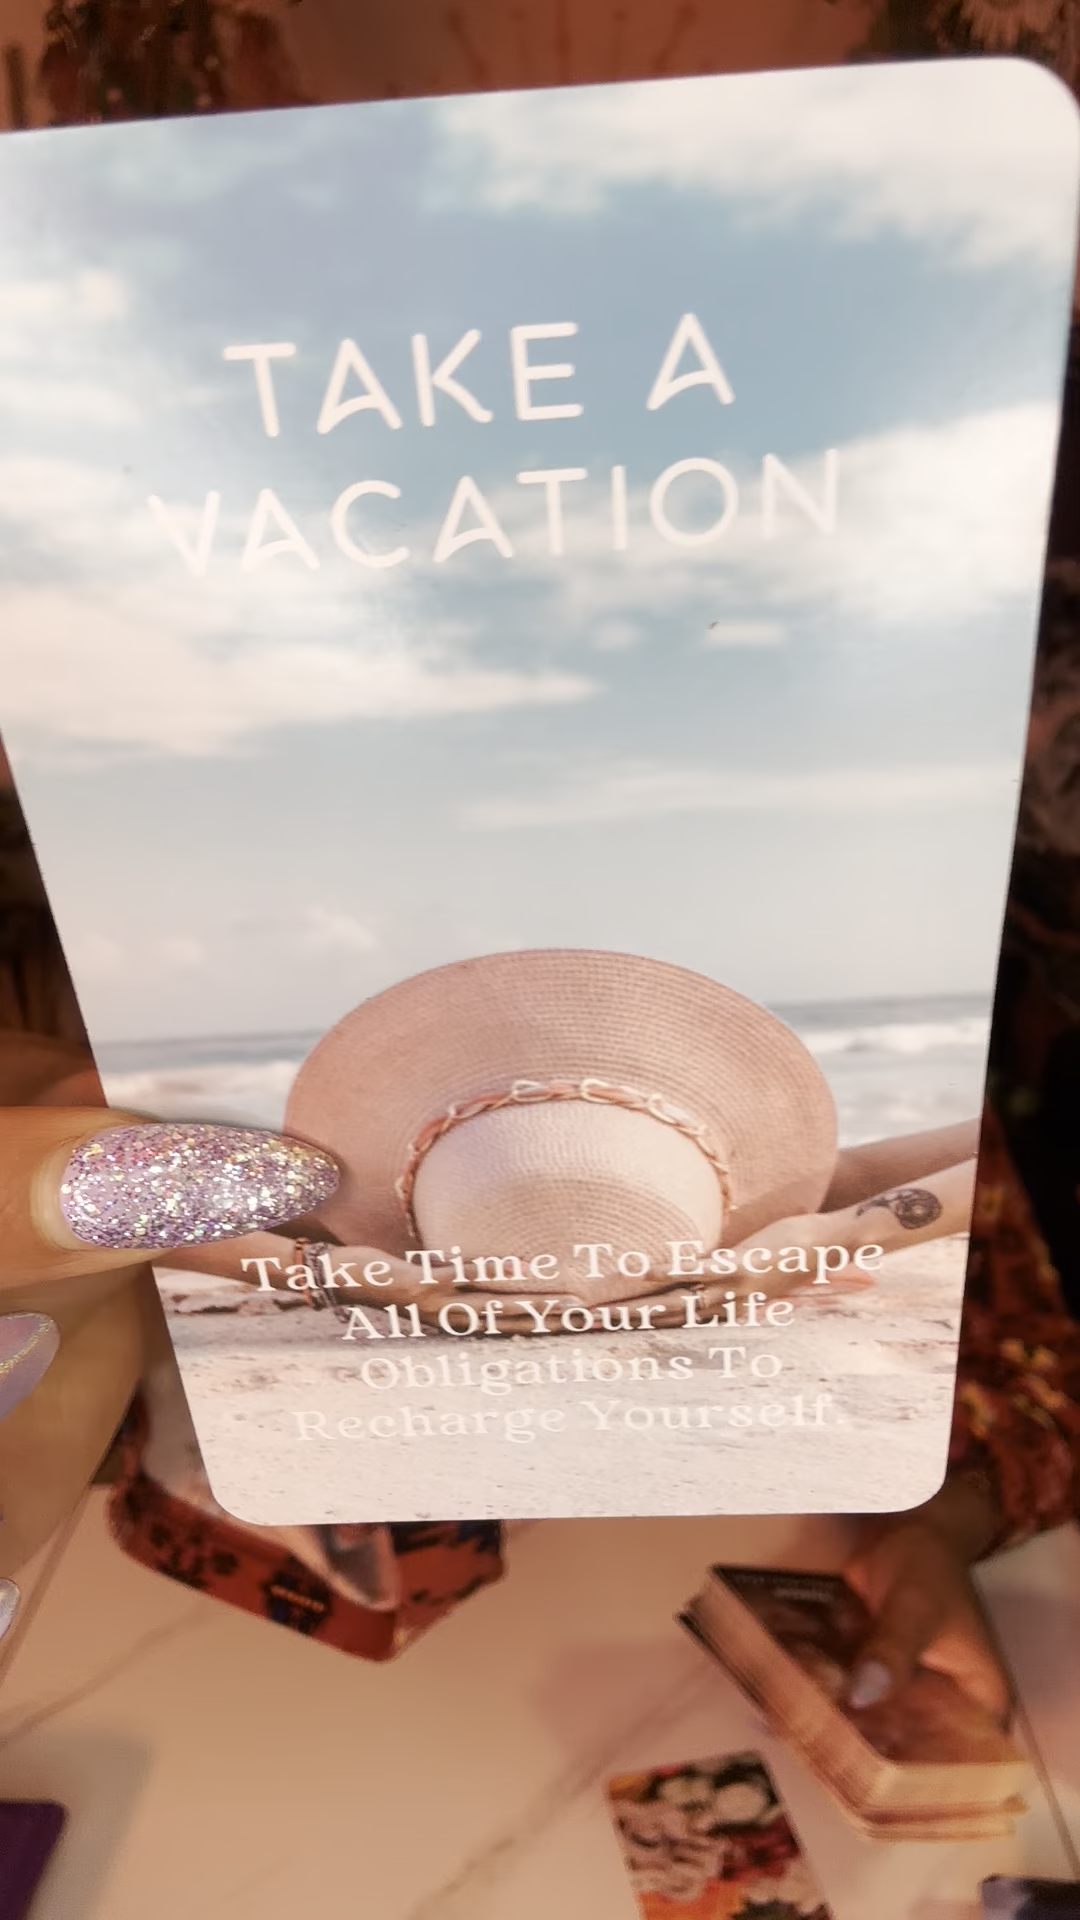 TAKE A
VACATION
Take Time To Escape
All Of Your Life
Obligations To
Recharge Yourself.